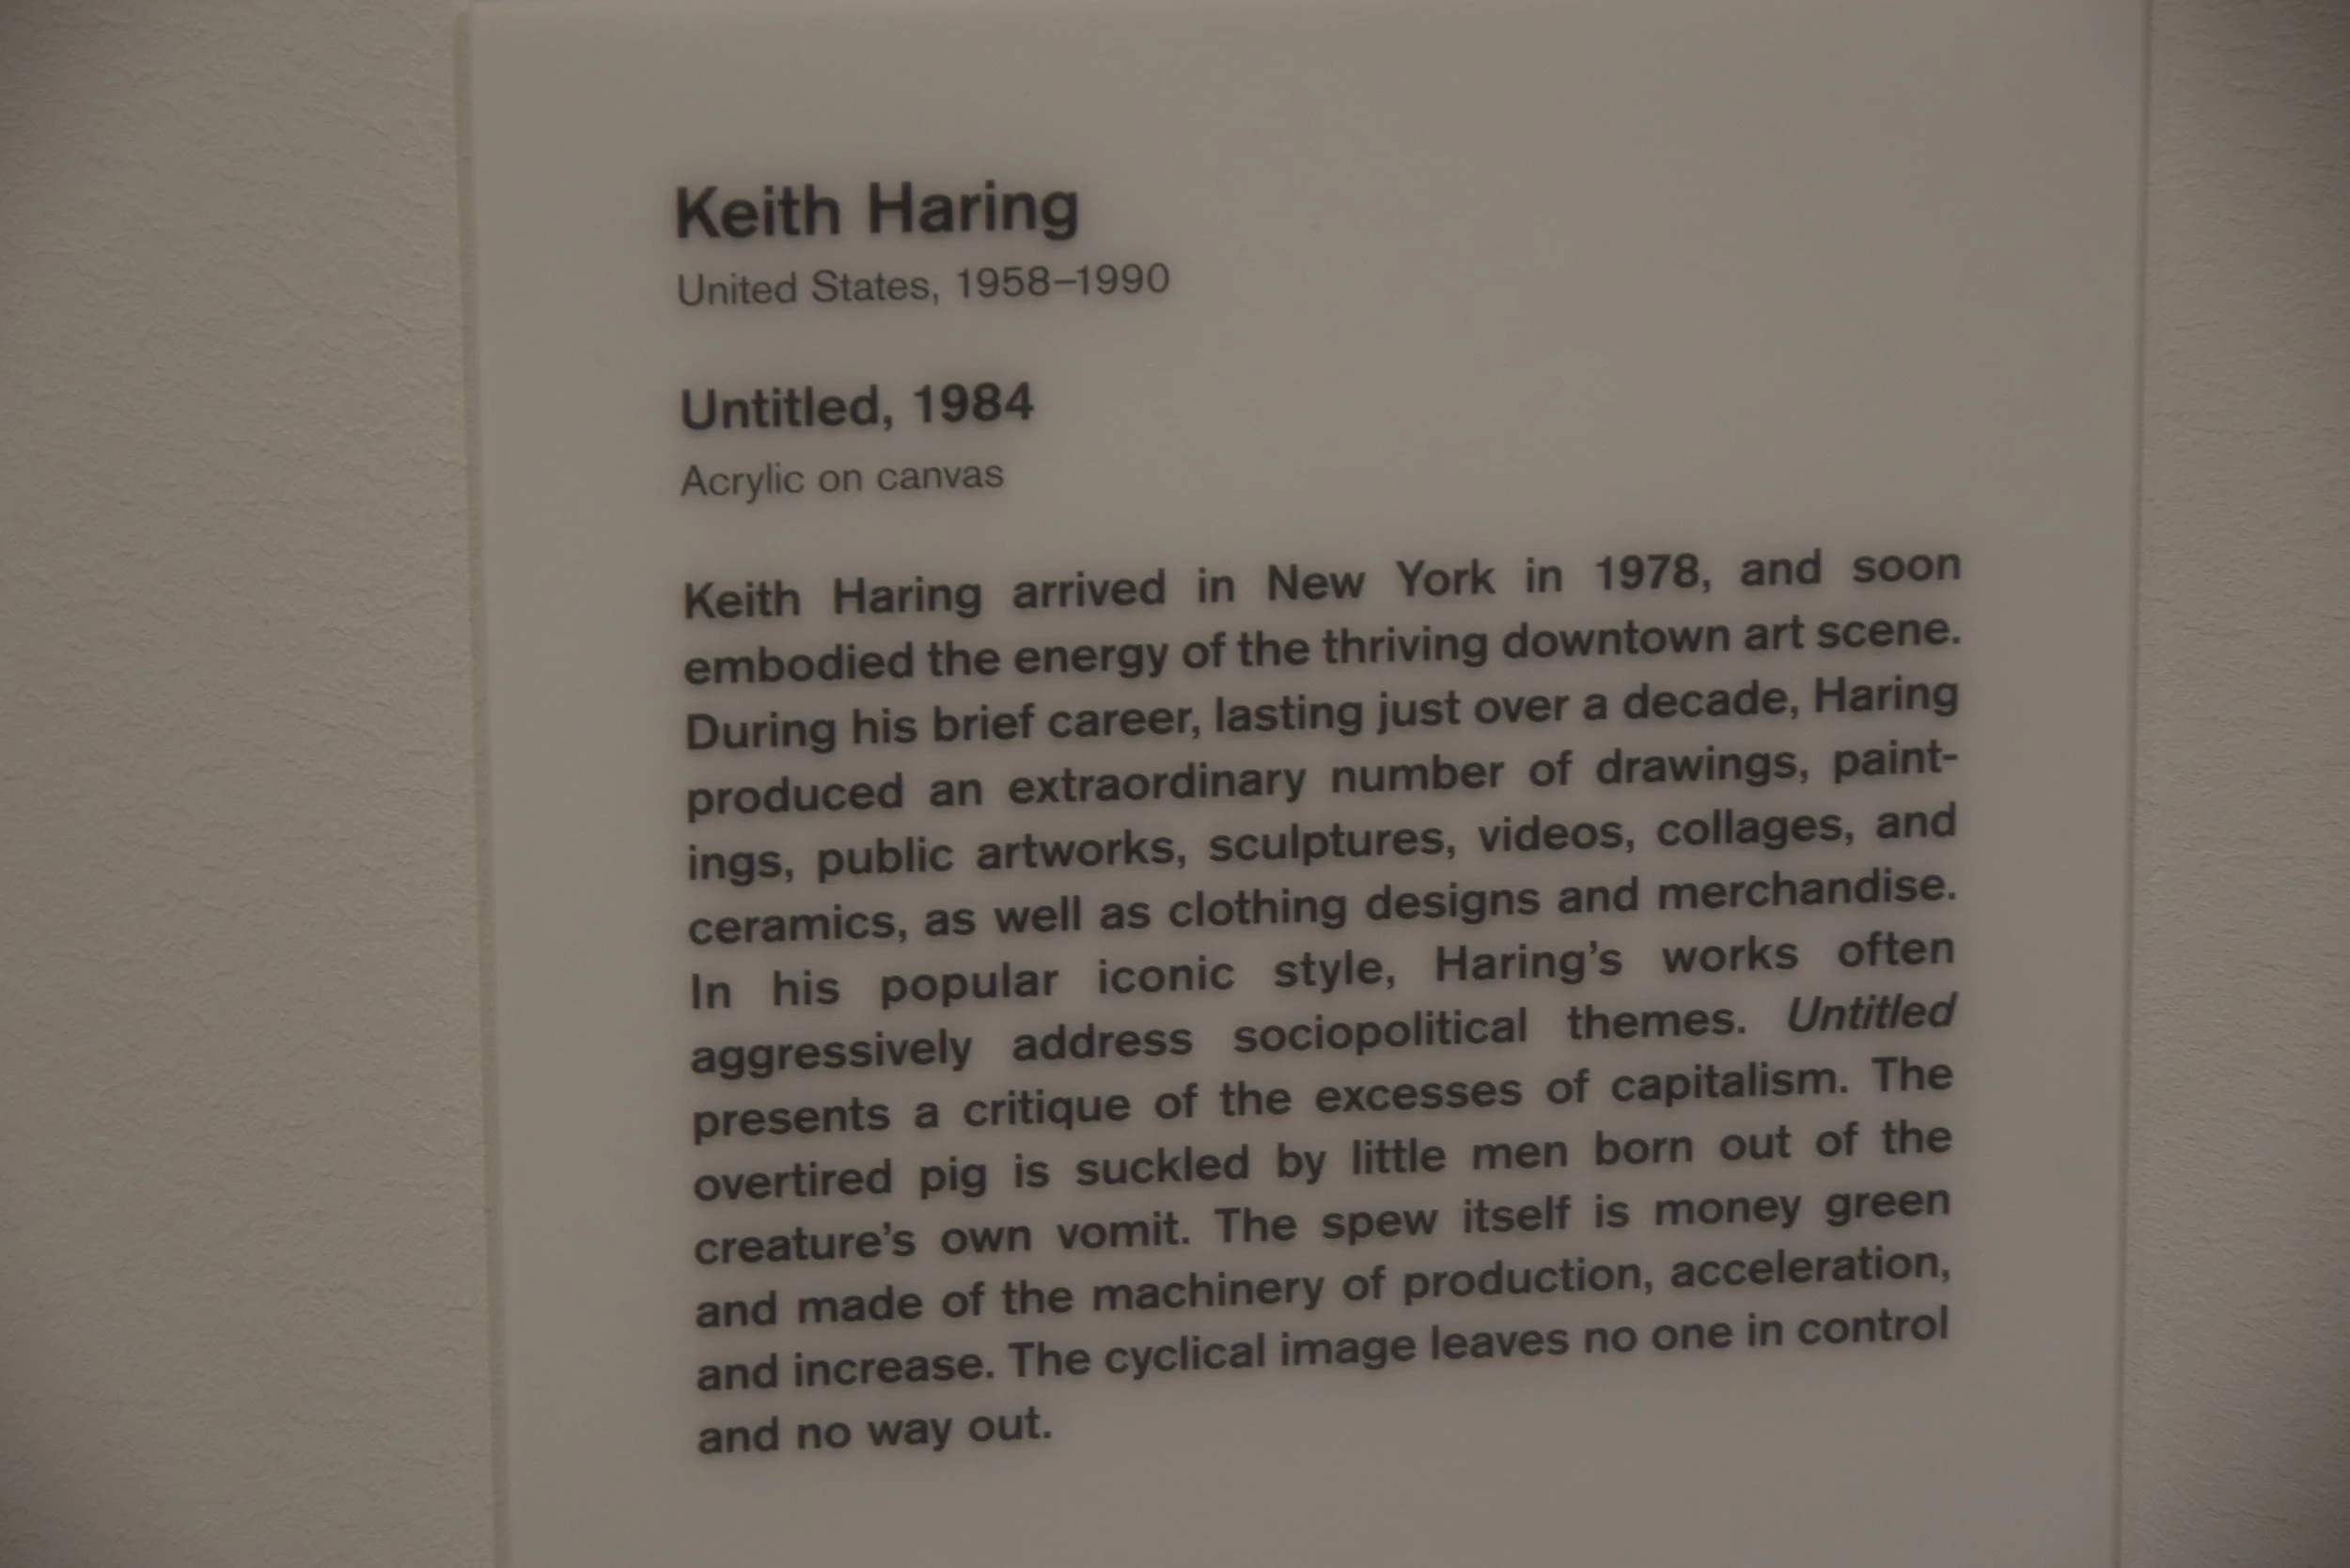 Keith Haring
United States, 1958–1990
Untitled, 1984
Acrylic on canvas
Keith Haring arrived in New York in 1978, and soon
embodied the energy of the thriving downtown art scene.
During his brief career, lasting just over a decade, Haring
produced an extraordinary number of drawings, paint-
ings, public artworks, sculptures, videos, collages, and
ceramics, as well as clothing designs and merchandise.
In his popular iconic style, Haring’s works often
aggressively address sociopolitical themes. Untitled
presents a critique of the excesses of capitalism. The
overtired pig is suckled by little men born out of the
creature’s own vomit. The spew itself is money green
and made of the machinery of production, acceleration,
and increase. The cyclical image leaves no one in control
and no way out.